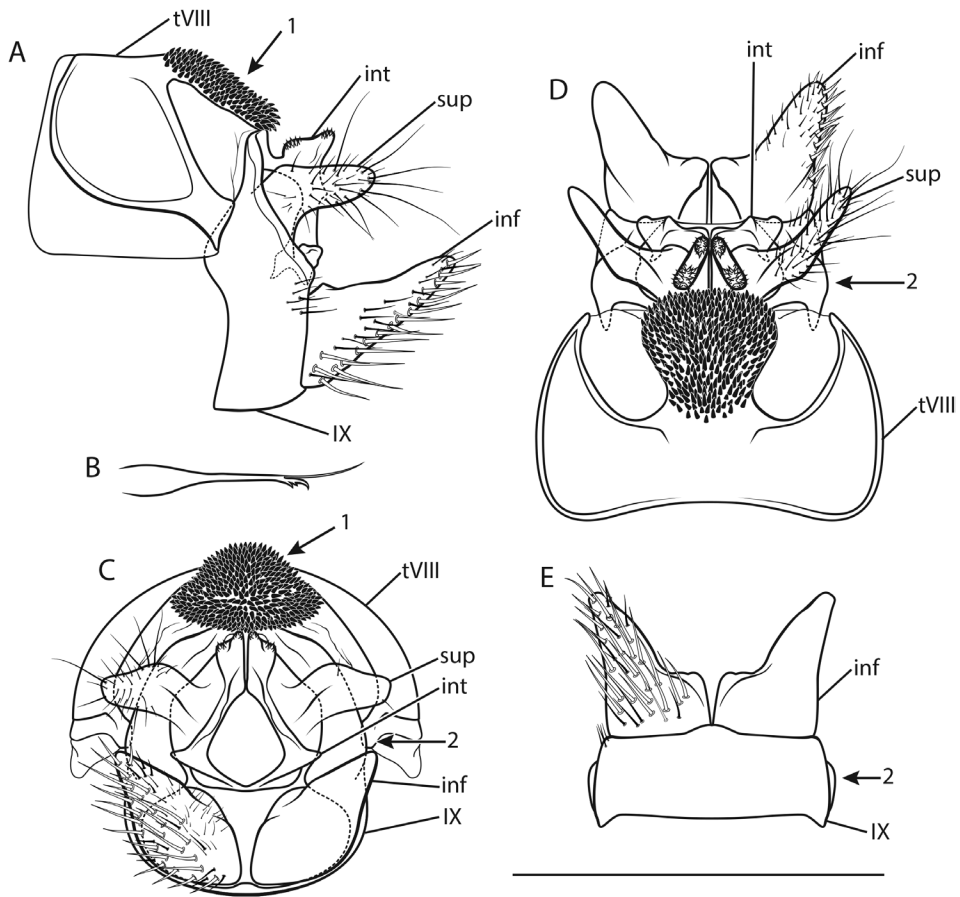 A
tVIII
1
int
sup
inf
IX
B
C
1
tVIII
sup
int
2
inf
IX
D
int
inf
sup
2
tVIII
E
inf
2
IX